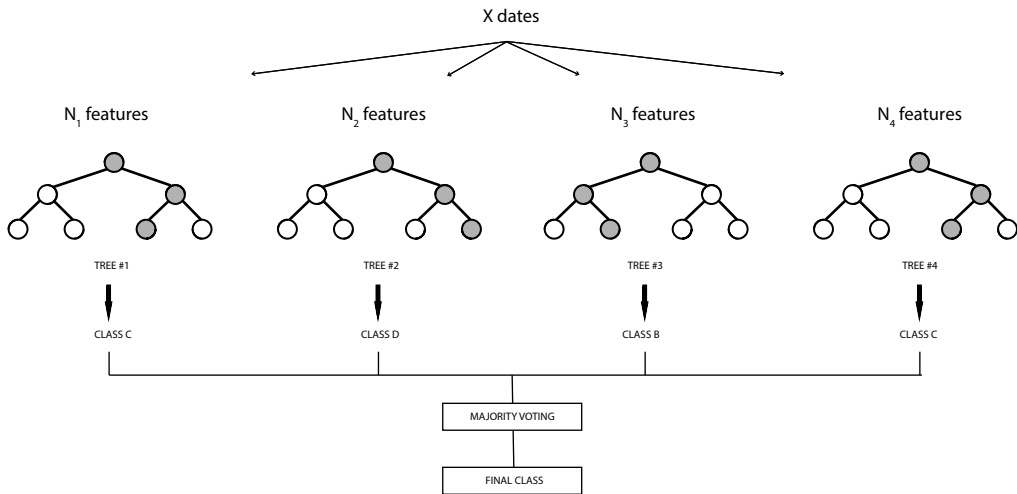 X dates
N1 features
N2 features
N3 features
N4 features
TREE #1
TREE #2
TREE #3
TREE #4
CLASS C
CLASS D
CLASS B
CLASS C
MAJORITY VOTING
FINAL CLASS